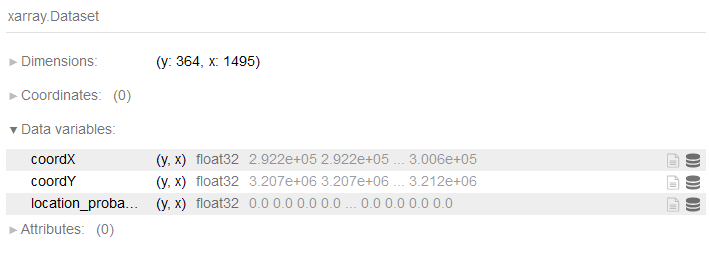 xarray.Dataset
► Dimensions: (y: 364, x: 1495)
► Coordinates: (0)
▼ Data variables:
coordX (y, x) float32 2.922e+05 2.922e+05 ... 3.006e+05
coordY (y, x) float32 3.207e+06 3.207e+06 ... 3.212e+06
location_proba... (y, x) float32 0.0 0.0 0.0 0.0 ... 0.0 0.0 0.0 0.0
► Attributes: (0)